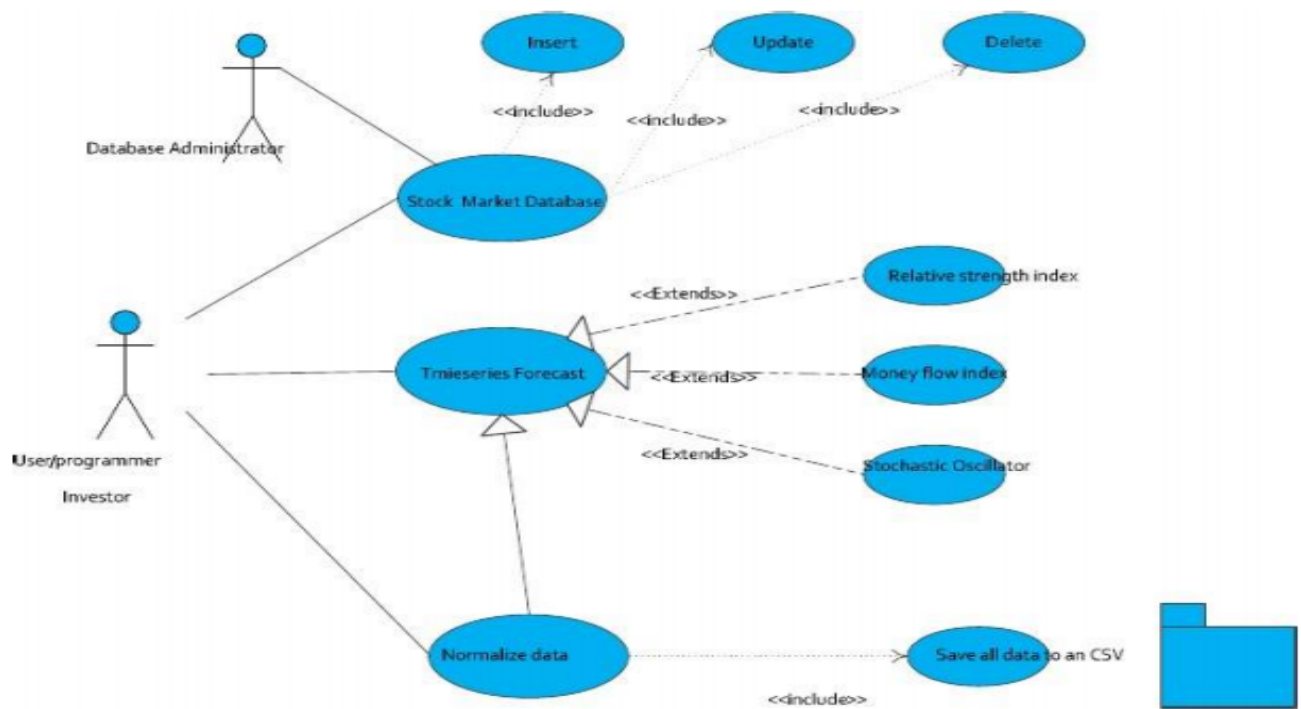 Insert
Update
Delete
<<include>>
<<include>>
<<include>>
Database Administrator
Stock Market Database
Relative strength index
<<Extends>>
Tmieseries Forecast
<<Extends>>
Money flow index
<<Extends>>
Stochastic Oscillator
User/programmer
Investor
Normalize data
Save all data to an CSV
<<include>>